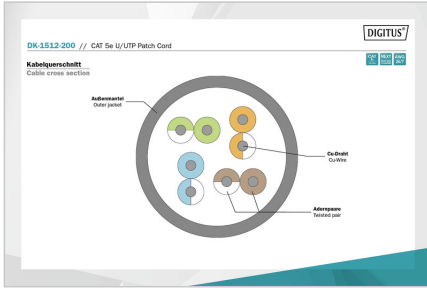 DIGITUS®
DK-1512-200 // CAT 5e U/UTP Patch Cord
Kabelquerschnitt
Cable cross section
Außenmantel
Outer jacket
Cu-Draht
Cu-Wire
Adernpaare
Twisted pair